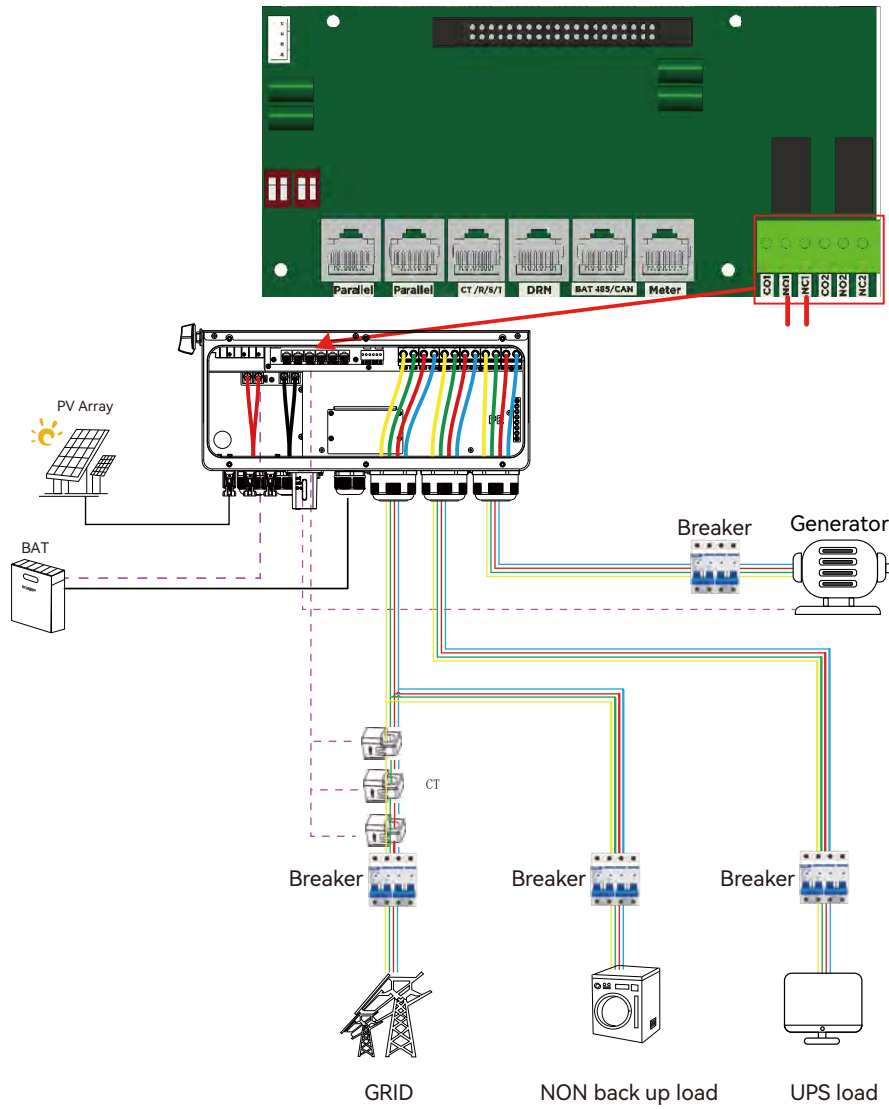 Parallel
Parallel
CT /R/S/T
DRM
BAT 485/CAN
Meter
CO1
NO1
NC1
CO2
NO2
NC2
PV Array
BAT
Breaker
Generator
CT
Breaker
Breaker
Breaker
GRID
NON back up load
UPS load